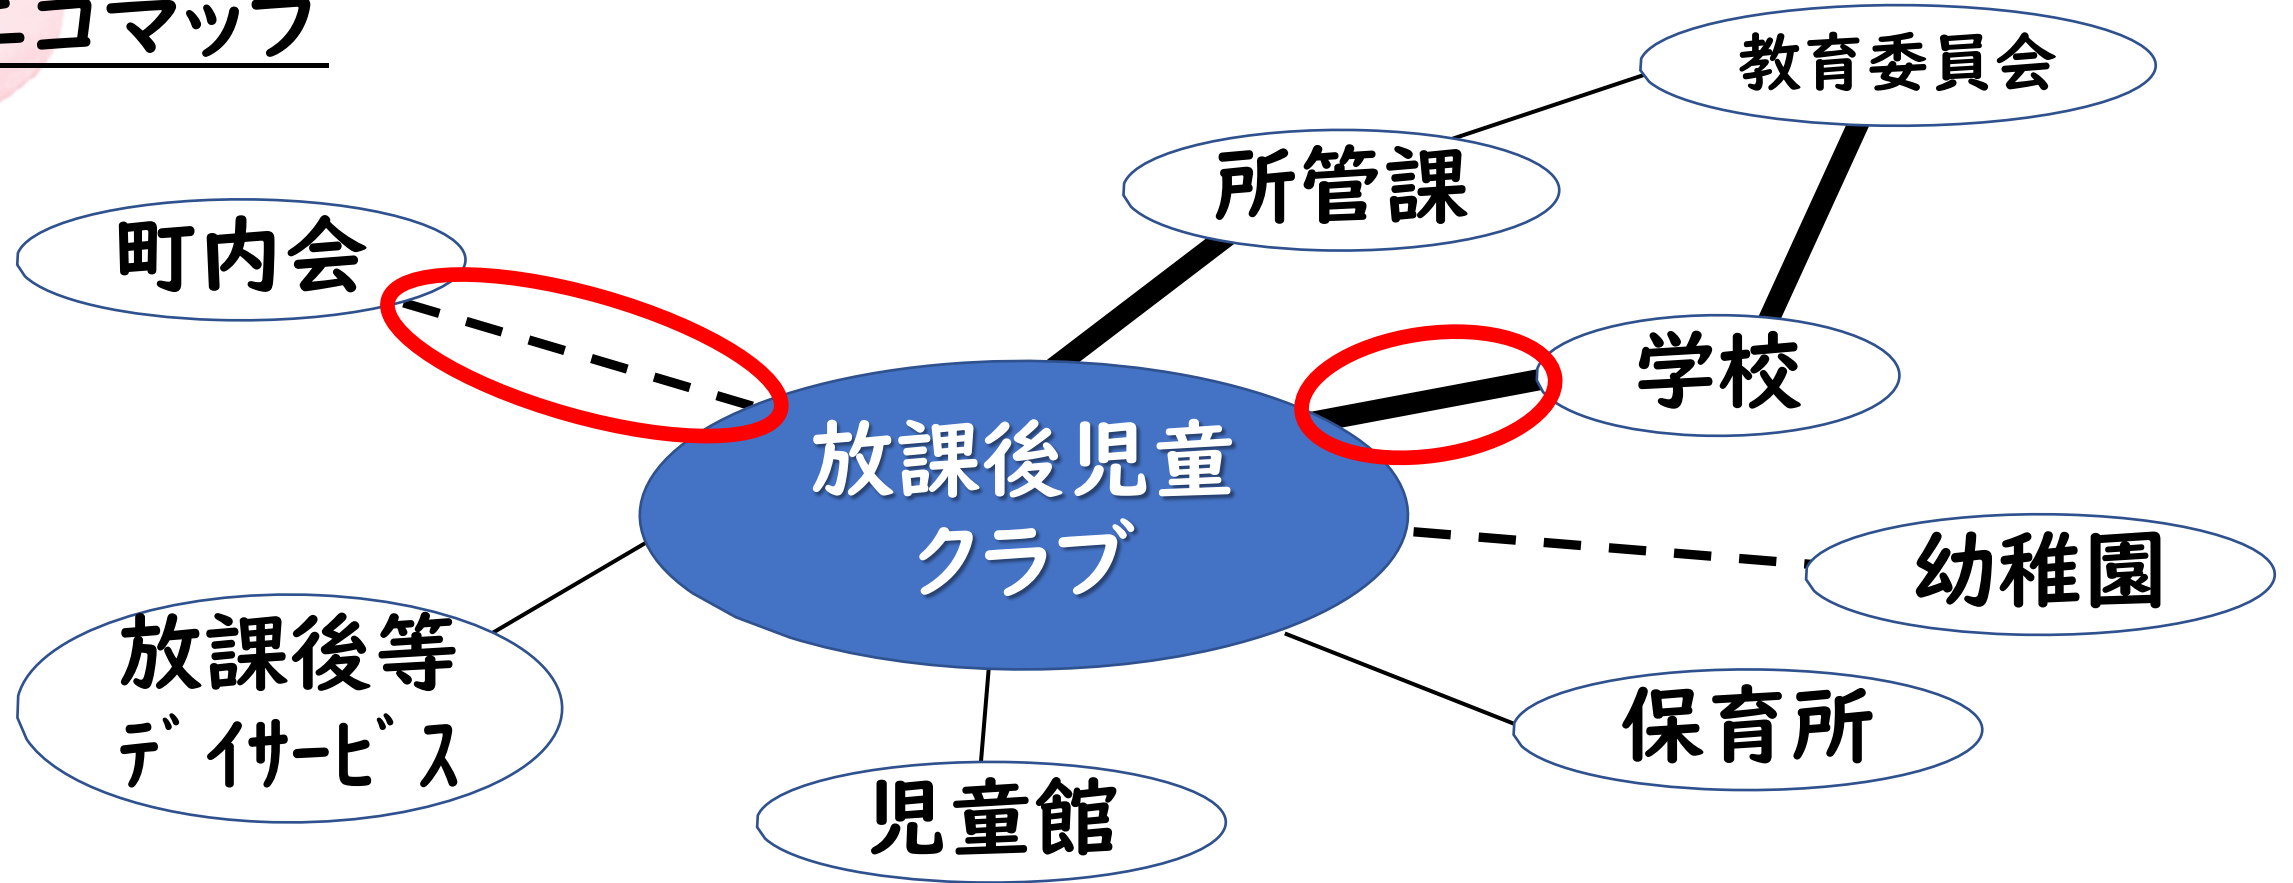 エコマップ
教育委員会
所管課
町内会
学校
放課後児童
クラブ
幼稚園
放課後等
ﾃﾞｲｻｰﾋﾞｽ
保育所
児童館